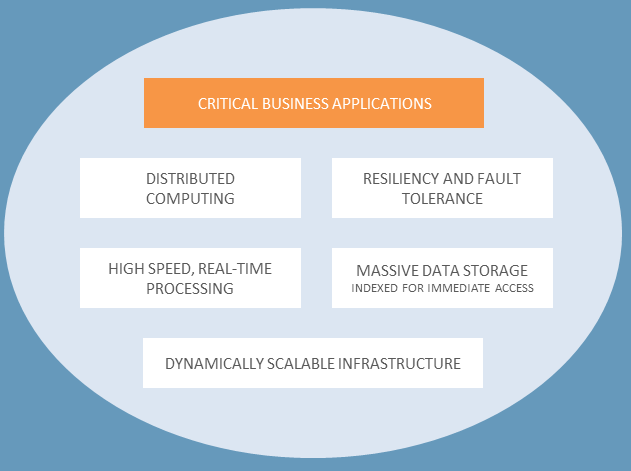 CRITICAL BUSINESS APPLICATIONS
DISTRIBUTED
COMPUTING
RESILIENCY AND FAULT
TOLERANCE
HIGH SPEED, REAL-TIME
PROCESSING
MASSIVE DATA STORAGE
INDEXED FOR IMMEDIATE ACCESS
DYNAMICALLY SCALABLE INFRASTRUCTURE